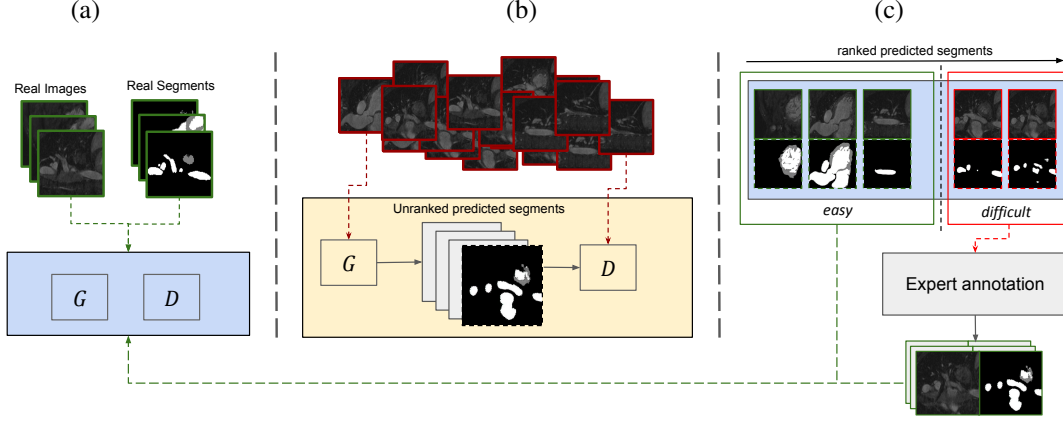 (a)
(b)
(c)
Real Images
Real Segments
G
D
Unranked predicted segments
G
D
ranked predicted segments
easy
difficult
Expert annotation